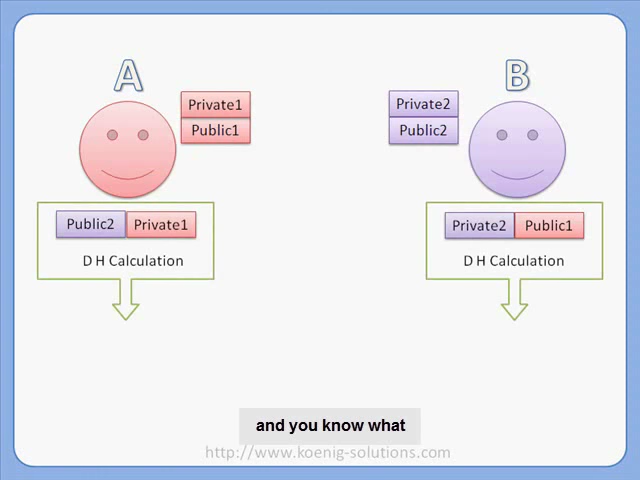 A
B
Private1
Public1
Private2
Public2
Public2 Private1
D H Calculation
Private2 Public1
D H Calculation
and you know what
http://www.koenig-solutions.com